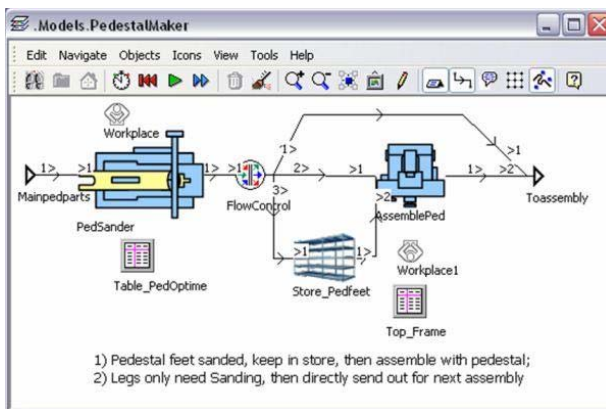 .Models.PedestalMaker
Edit Navigate Objects Icons View Tools Help
Workplace
1> >1 1> >1 1> 2> 3> >1 >2 1> >2 >1
Mainpedparts
PedSander
FlowControl
AssemblePed
Toassembly
>1 1>
Table_PedOptime
Store_Pedfeet
Workplace1
Top_Frame
1) Pedestal feet sanded, keep in store, then assemble with pedestal;
2) Legs only need Sanding, then directly send out for next assembly